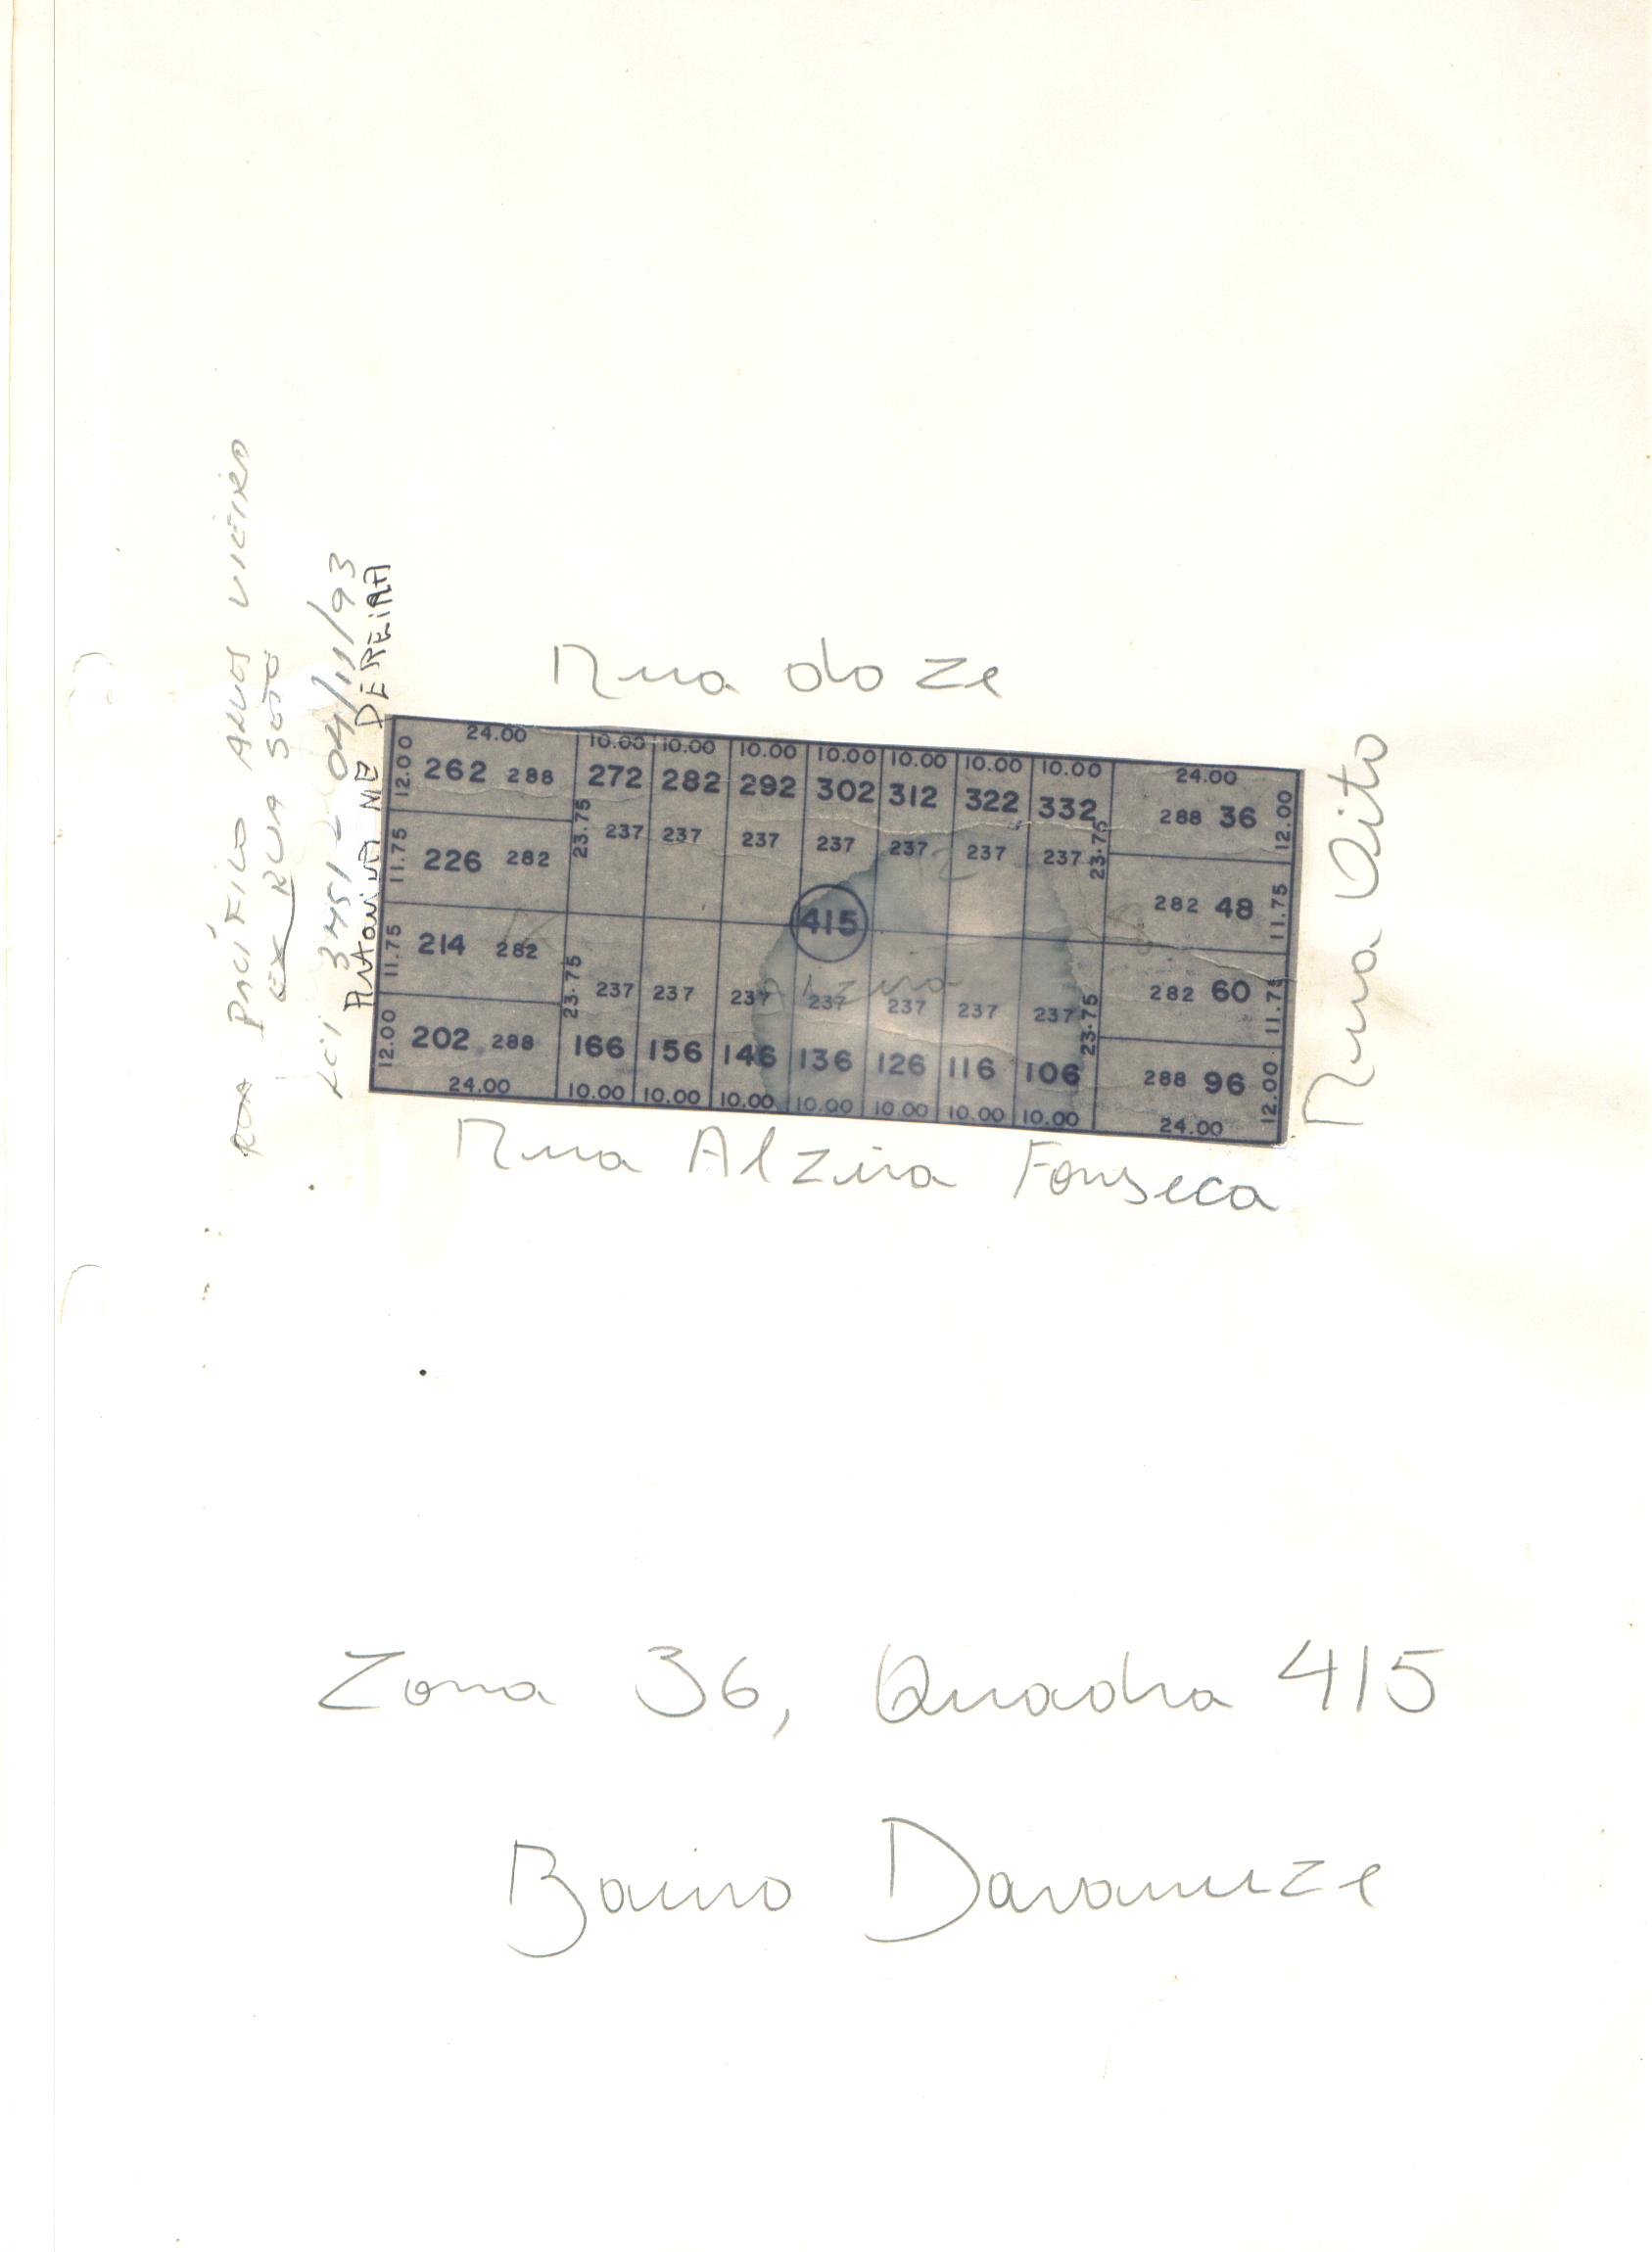 Rua doze
24.00
10.00 10.00 10.00 10.00 10.00 10.00 10.00
24.00
12.00
262 288
272 282 292 302 312 322 332
288 36
12.00
23.75
237 237 237 237 237 237 237
23.75
11.75
226 282
282 48
11.75
415
11.75
214 282
282 60
11.75
23.75
237 237 237 237 237 237 237
23.75
Alzira
12.00
202 288
166 156 146 136 126 116 106
288 96
12.00
24.00
10.00 10.00 10.00 10.00 10.00 10.00 10.00
24.00
Rua Alzira Fonseca
Rua Oito
RUA PACÍFICO ALVES VIEIRA
EX RUA SETE
LEI 3451 - 04/11/93
PEREIRA
Zona 36, Quadra 415
Bairro